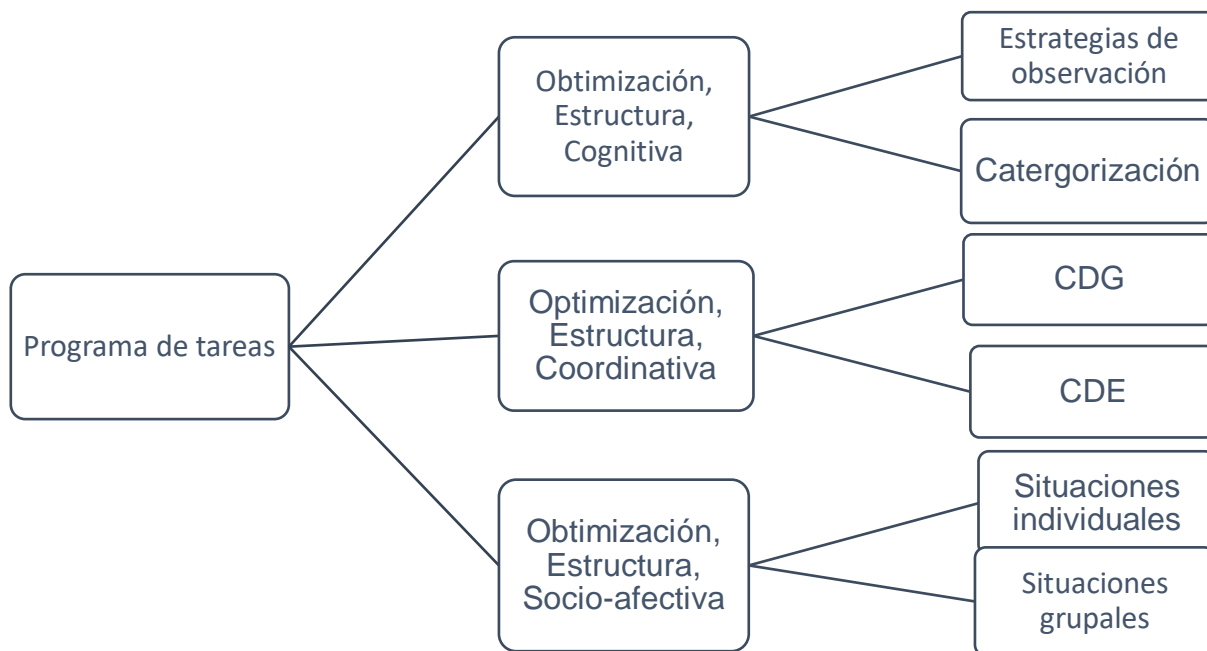 Programa de tareas
Obtimización,
Estructura,
Cognitiva
Estrategias de
observación
Catergorización
Optimización,
Estructura,
Coordinativa
CDG
CDE
Obtimización,
Estructura,
Socio-afectiva
Situaciones
individuales
Situaciones
grupales